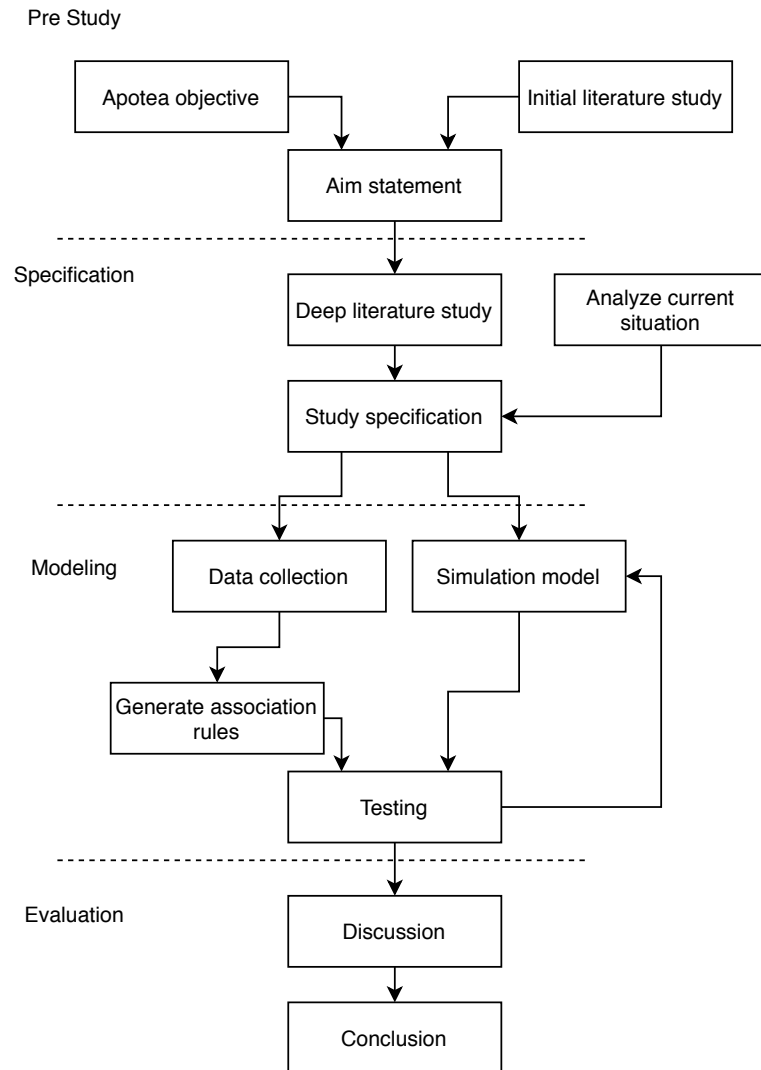 Pre Study
Apotea objective
Initial literature study
Aim statement
Specification
Deep literature study
Analyze current
situation
Study specification
Modeling
Data collection
Simulation model
Generate association
rules
Testing
Evaluation
Discussion
Conclusion